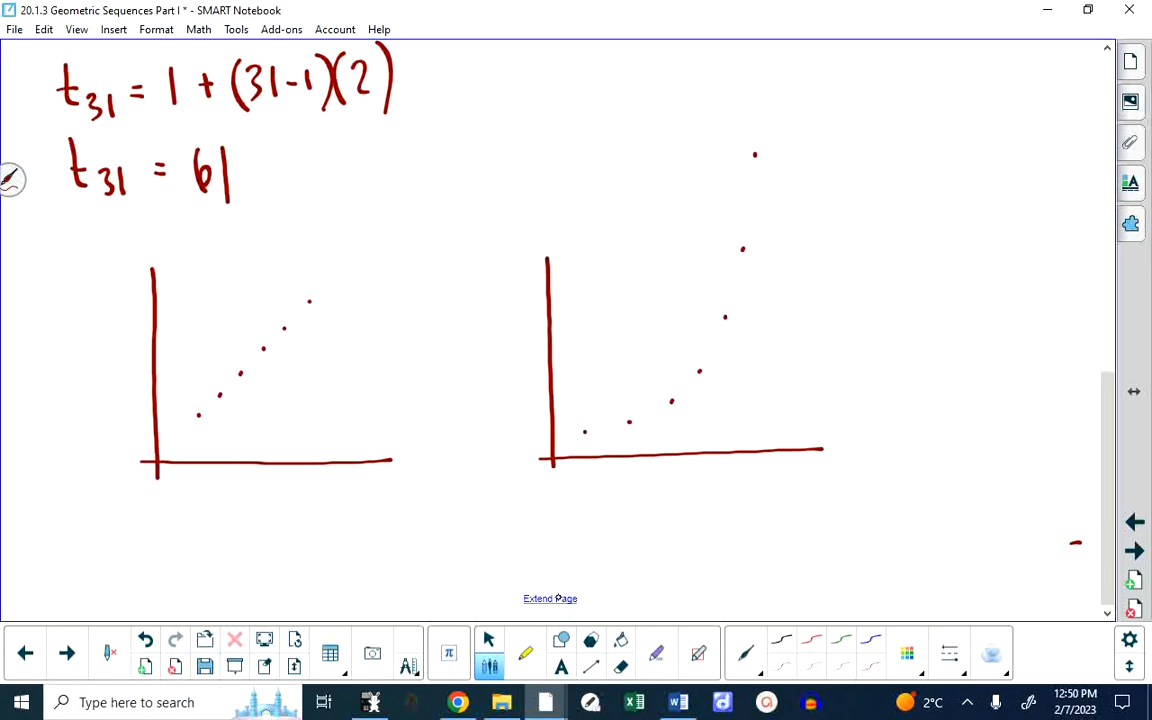 20.1.3 Geometric Sequences Part I * - SMART Notebook
File Edit View Insert Format Math Tools Add-ons Account Help
t₃₁ = 1 + (31-1)(2)
t₃₁ = 61
Extend Page
Type here to search
2°C
12:50 PM
2/7/2023